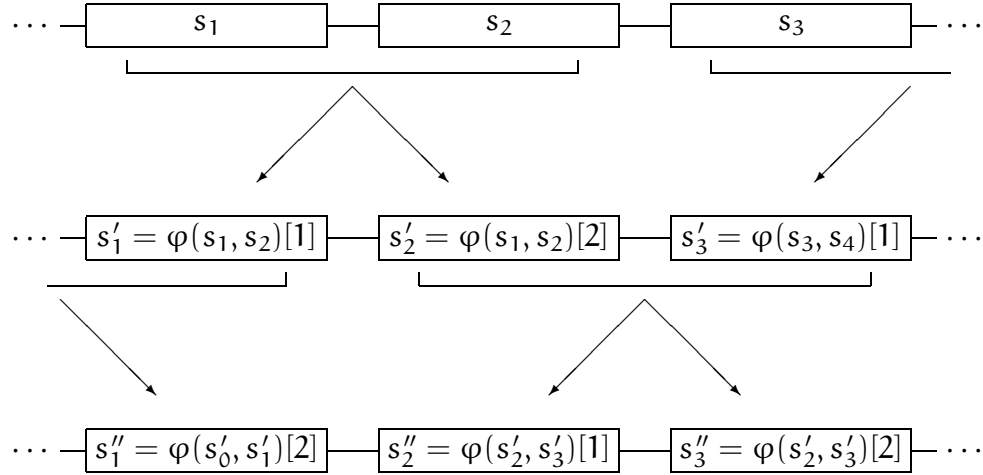 ··· s₁ s₂ s₃ ···
··· s′₁ = φ(s₁, s₂)[1] s′₂ = φ(s₁, s₂)[2] s′₃ = φ(s₃, s₄)[1] ···
··· s″₁ = φ(s′₀, s′₁)[2] s″₂ = φ(s′₂, s′₃)[1] s″₃ = φ(s′₂, s′₃)[2] ···